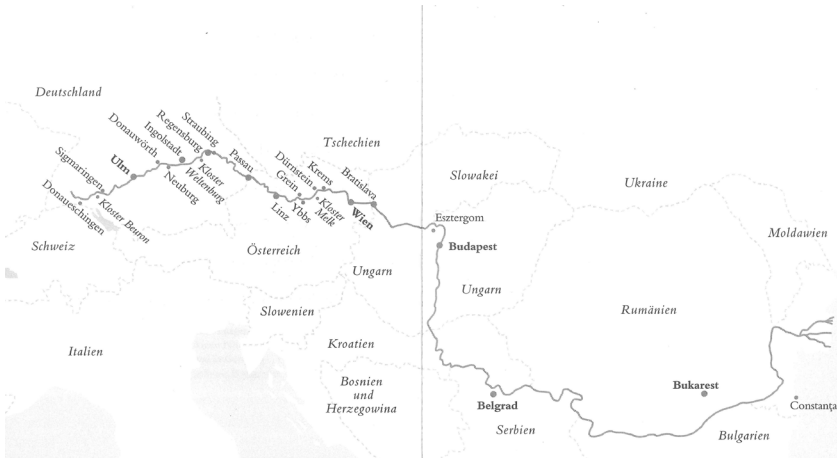 Deutschland
Tschechien
Slowakei
Ukraine
Moldawien
Schweiz
Österreich
Ungarn
Ungarn
Slowenien
Kroatien
Italien
Bosnien
und
Herzegowina
Serbien
Rumänien
Bulgarien
Donaueschingen
Sigmaringen
Kloster Beuron
Ulm
Donauwörth
Neuburg
Ingolstadt
Kloster
Weltenburg
Regensburg
Straubing
Passau
Linz
Grein
Ybbs
Kloster
Melk
Dürnstein
Krems
Wien
Bratislava
Esztergom
Budapest
Belgrad
Bukarest
Constanța